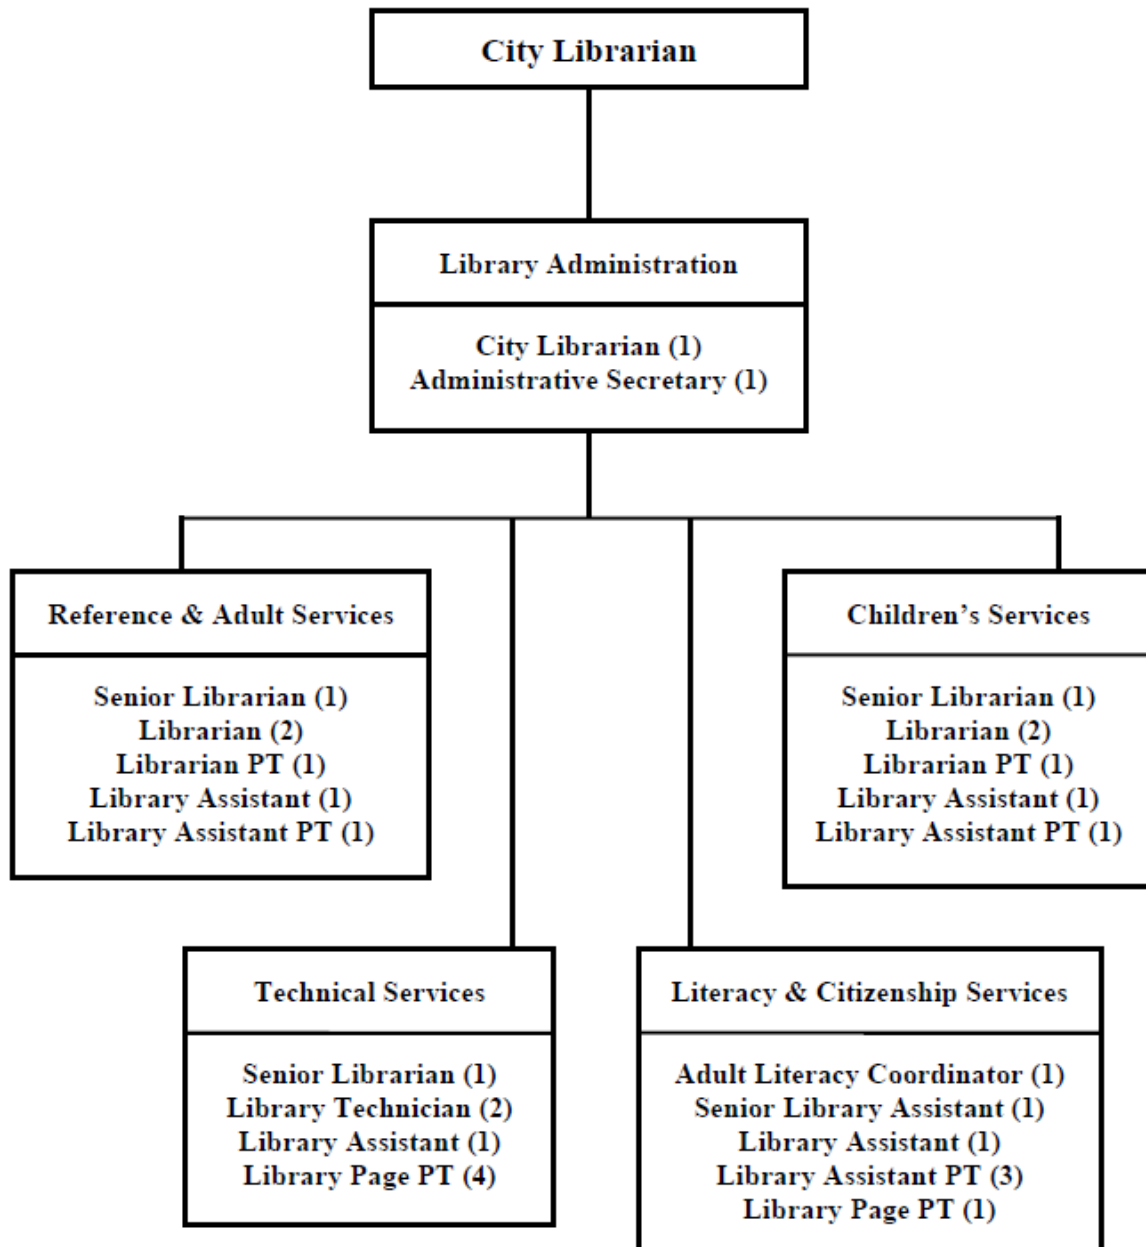 City Librarian
Library Administration
City Librarian (1)
Administrative Secretary (1)
Reference & Adult Services
Senior Librarian (1)
Librarian (2)
Librarian PT (1)
Library Assistant (1)
Library Assistant PT (1)
Children’s Services
Senior Librarian (1)
Librarian (2)
Librarian PT (1)
Library Assistant (1)
Library Assistant PT (1)
Technical Services
Senior Librarian (1)
Library Technician (2)
Library Assistant (1)
Library Page PT (4)
Literacy & Citizenship Services
Adult Literacy Coordinator (1)
Senior Library Assistant (1)
Library Assistant (1)
Library Assistant PT (3)
Library Page PT (1)